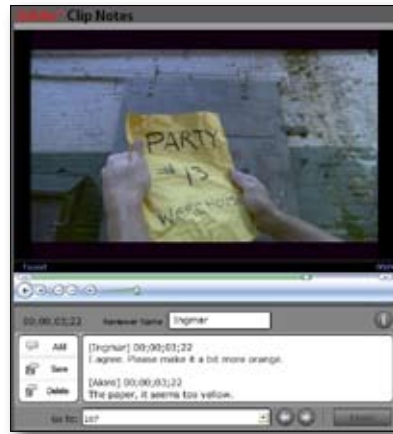 Adobe Clip Notes
PARTY
#13
00;00;03;22 Reviewer Name Ingmar
Add
[Ingmar] 00;00;03;22
I agree. Please make it a bit more orange.
Save
Delete
[Akira] 00;00;03;22
The paper, it seems too yellow.
Go to: